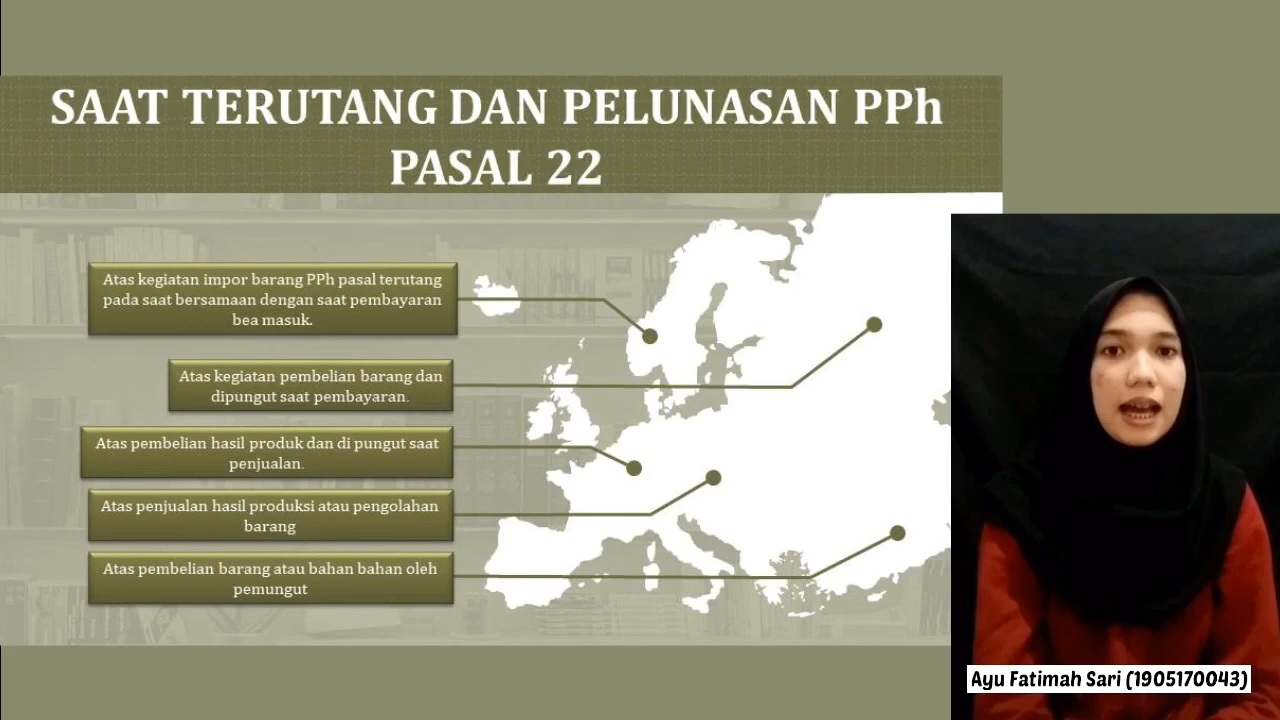 SAAT TERUTANG DAN PELUNASAN PPh
PASAL 22
Atas kegiatan impor barang PPh pasal terutang
pada saat bersamaan dengan saat pembayaran
bea masuk.
Atas kegiatan pembelian barang dan
dipungut saat pembayaran.
Atas pembelian hasil produk dan di pungut saat
penjualan.
Atas penjualan hasil produksi atau pengolahan
barang
Atas pembelian barang atau bahan bahan oleh
pemungut
Ayu Fatimah Sari (1905170043)